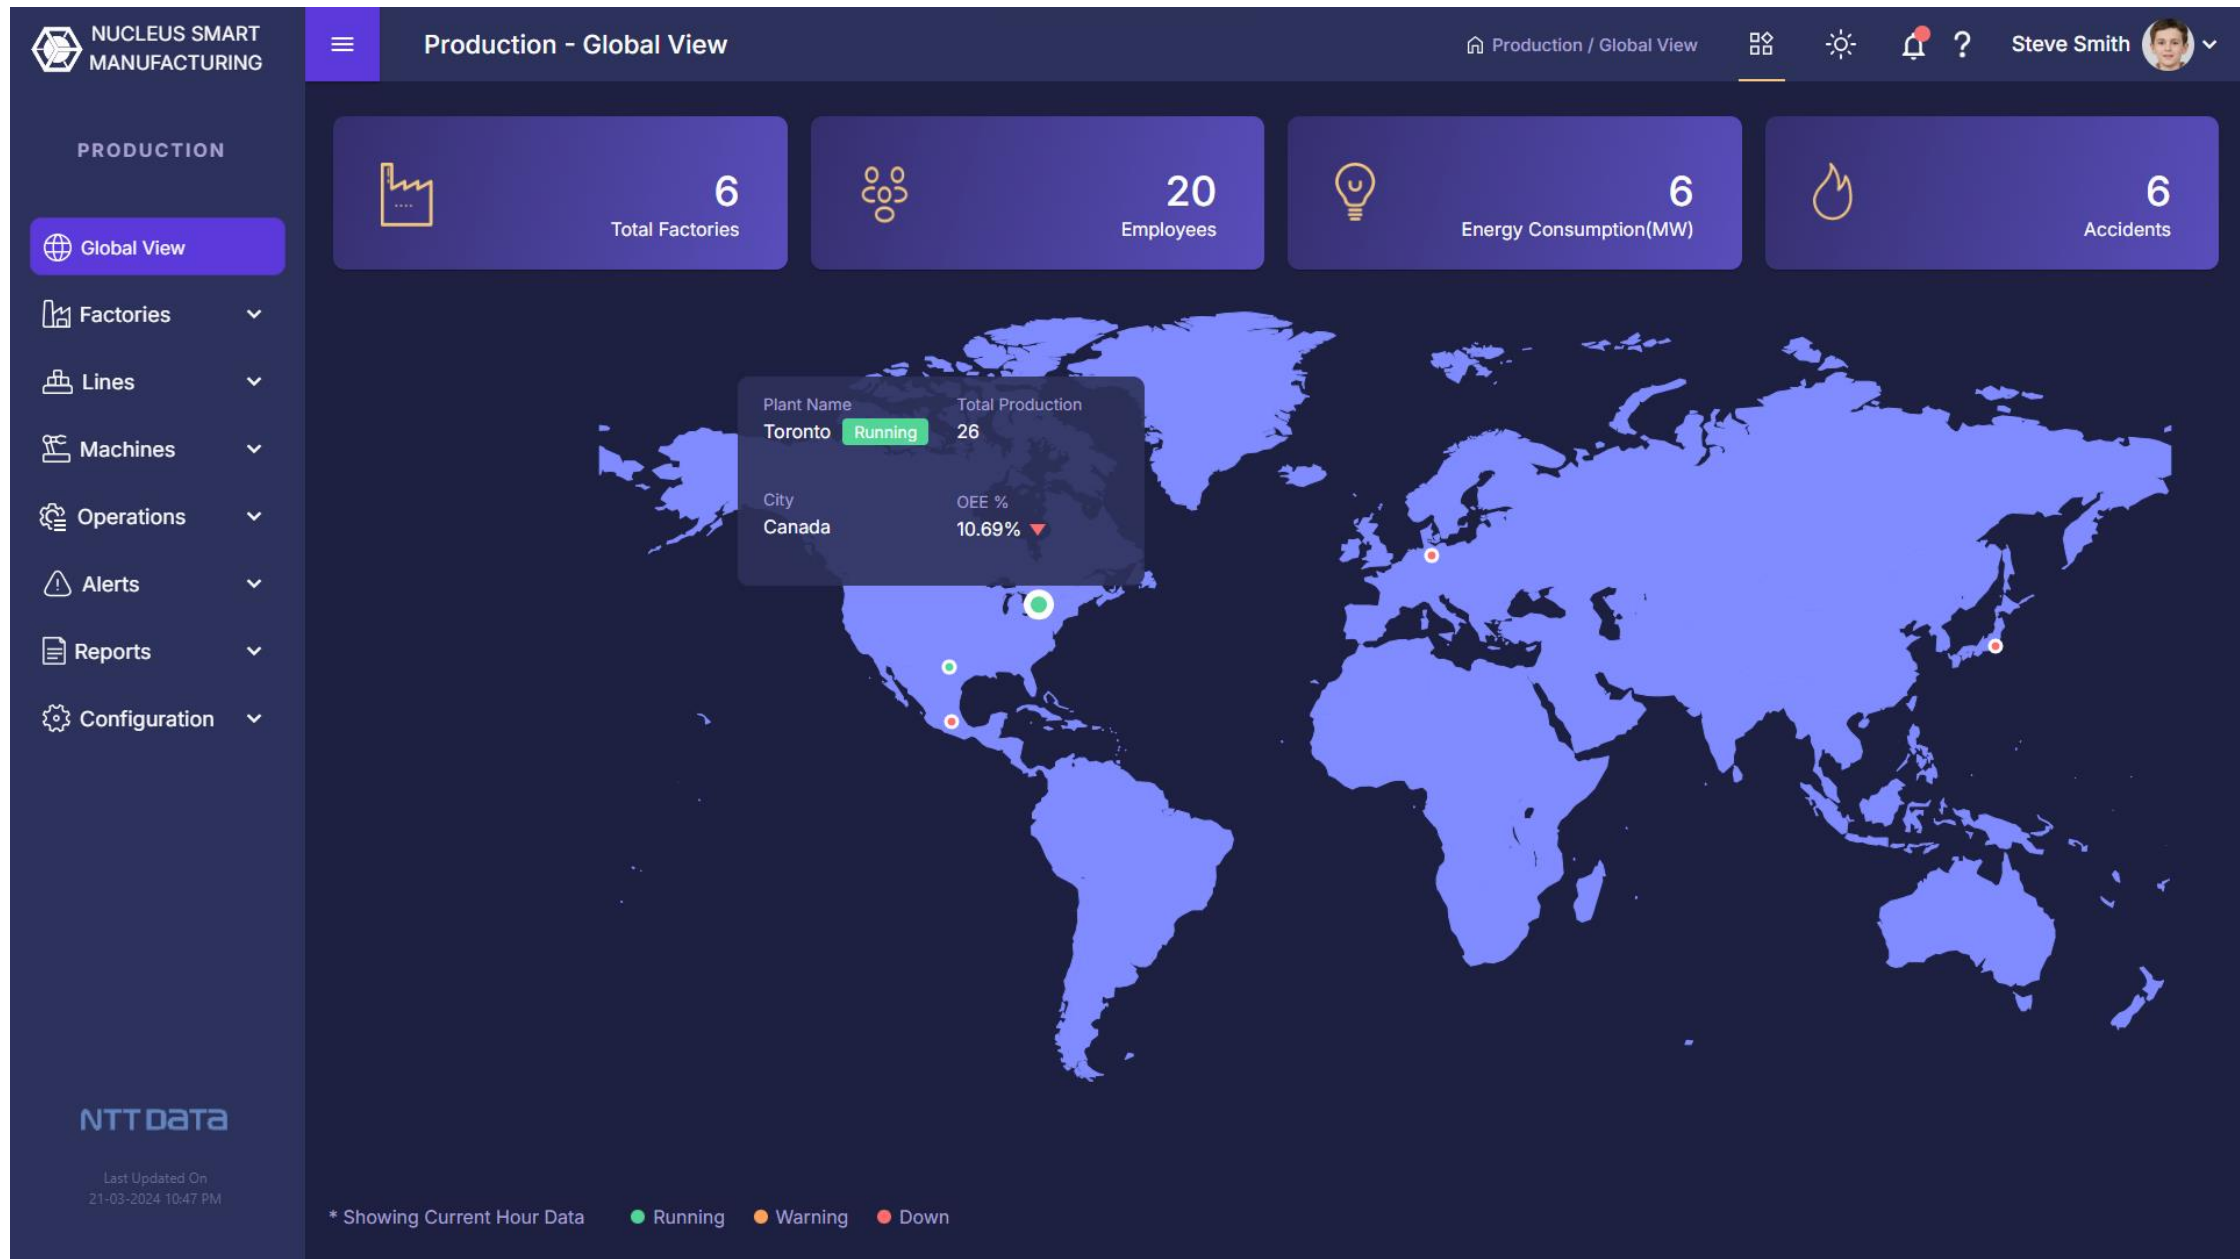 NUCLEUS SMART
MANUFACTURING
Production - Global View
Production / Global View
?
Steve Smith
PRODUCTION
Global View
Factories
Lines
Machines
Operations
Alerts
Reports
Configuration
6
Total Factories
20
Employees
6
Energy Consumption(MW)
6
Accidents
Plant Name
Toronto Running
Total Production
26
City
Canada
OEE %
10.69%
NTT DATA
Last Updated On
21-03-2024 10:47 PM
* Showing Current Hour Data Running Warning Down